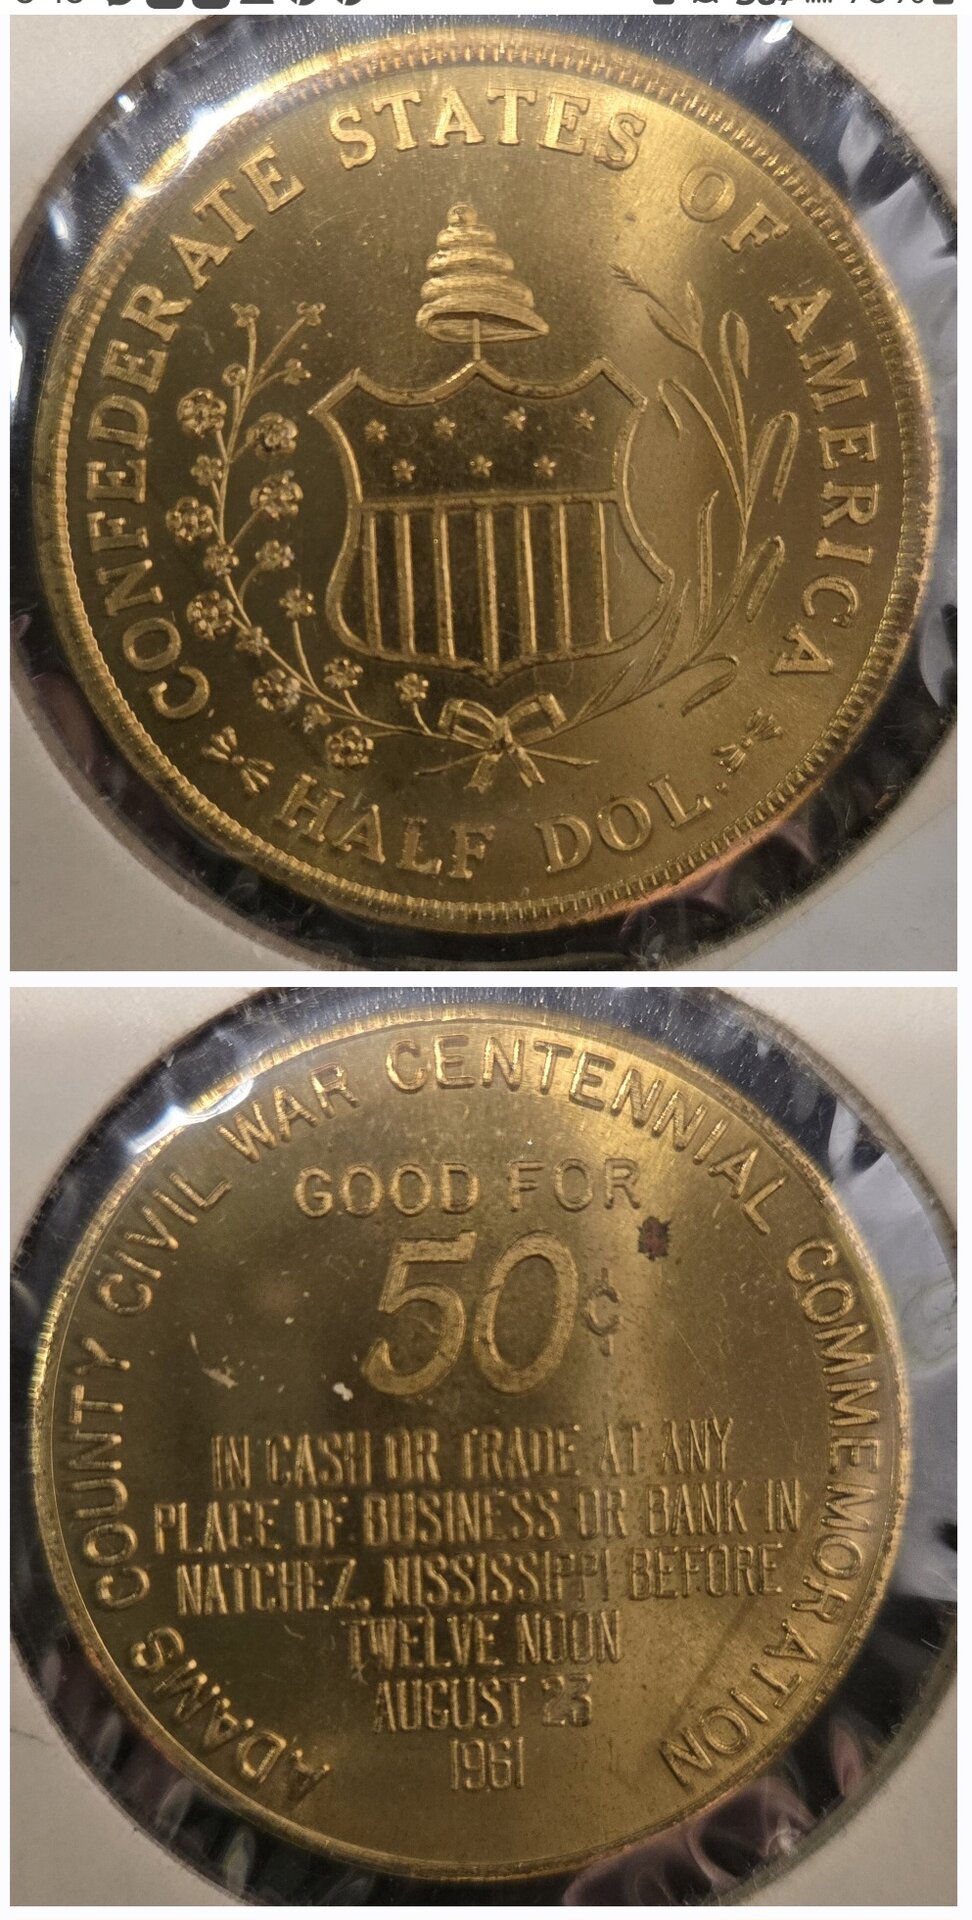 CONFEDERATE STATES OF AMERICA
HALF DOL.
ADAMS COUNTY CIVIL WAR CENTENNIAL COMMEMORATION
GOOD FOR
50¢
IN CASH OR TRADE AT ANY
PLACE OF BUSINESS OR BANK IN
NATCHEZ, MISSISSIPPI BEFORE
TWELVE NOON
AUGUST 23
1961